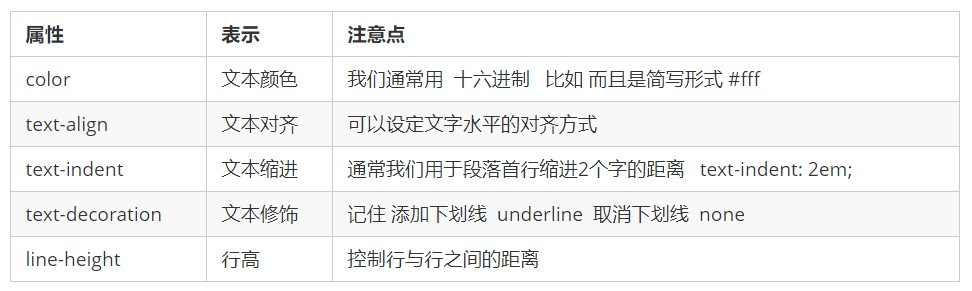 属性 表示 注意点
color 文本颜色 我们通常用 十六进制 比如 而且是简写形式 #fff
text-align 文本对齐 可以设定文字水平的对齐方式
text-indent 文本缩进 通常我们用于段落首行缩进2个字的距离 text-indent: 2em;
text-decoration 文本修饰 记住 添加下划线 underline 取消下划线 none
line-height 行高 控制行与行之间的距离